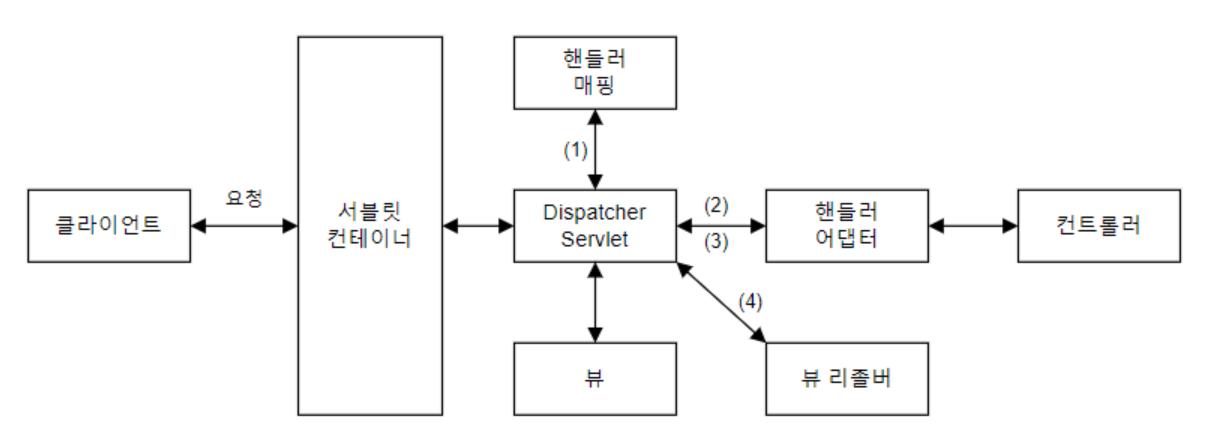 핸들러
매핑
(1)
클라이언트
요청
서블릿
컨테이너
Dispatcher
Servlet
(2)
(3)
핸들러
어댑터
컨트롤러
(4)
뷰
뷰 리졸버